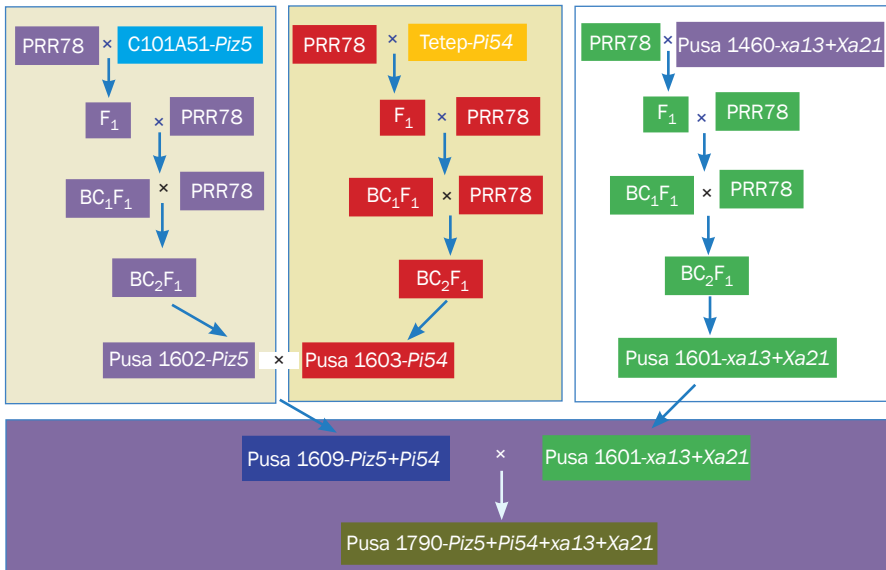 PRR78 × C101A51-Piz5
F₁ × PRR78
BC₁F₁ × PRR78
BC₂F₁
Pusa 1602-Piz5
×
PRR78 × Tetep-Pi54
F₁ × PRR78
BC₁F₁ × PRR78
BC₂F₁
Pusa 1603-Pi54
PRR78 × Pusa 1460-xa13+Xa21
F₁ × PRR78
BC₁F₁ × PRR78
BC₂F₁
Pusa 1601-xa13+Xa21
Pusa 1609-Piz5+Pi54 × Pusa 1601-xa13+Xa21
Pusa 1790-Piz5+Pi54+xa13+Xa21